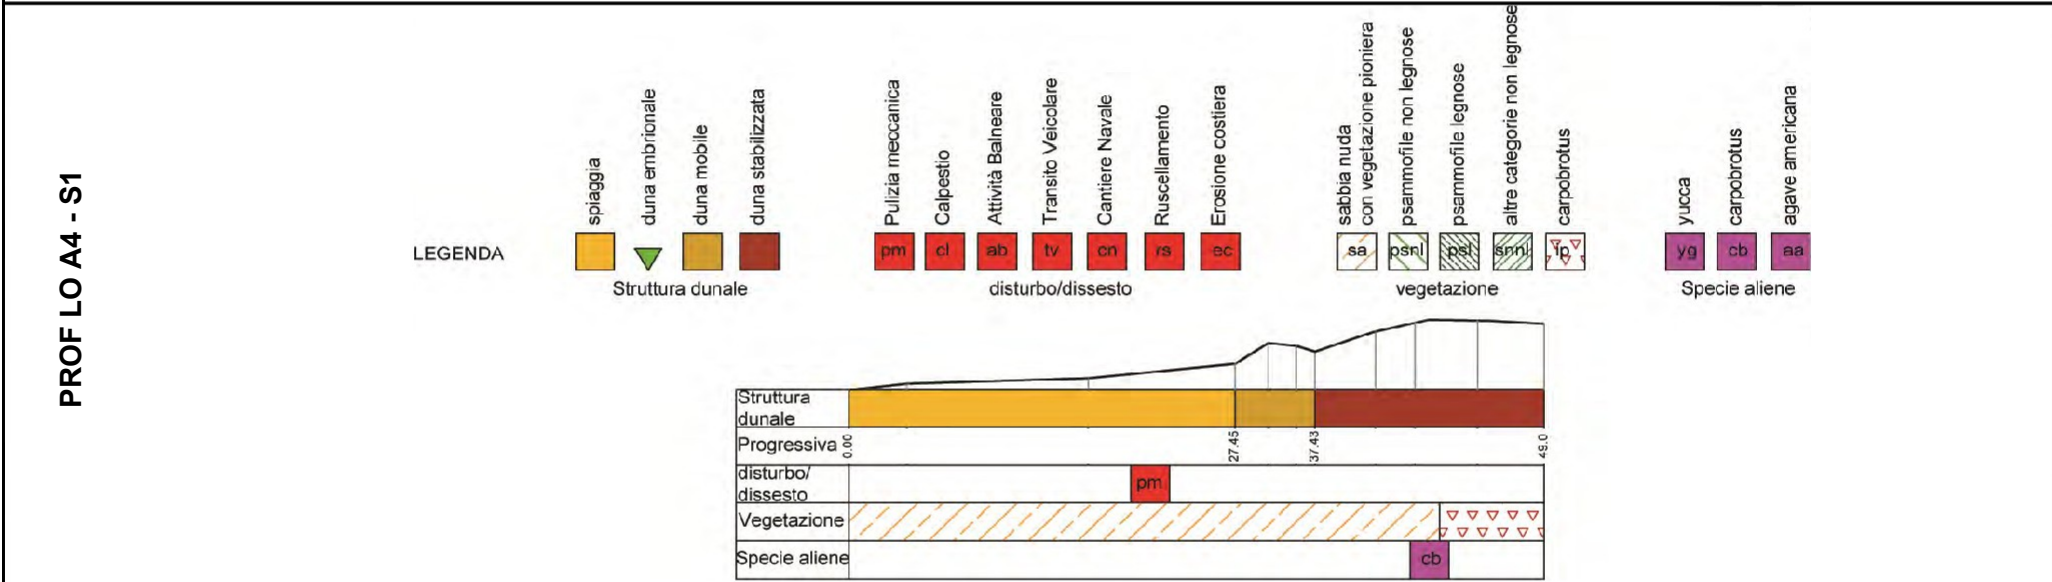 PROF LO A4 - S1
spiaggia
duna embrionale
duna mobile
duna stabilizzata
Pulizia meccanica
Calpestio
Attività Balneare
Transito Veicolare
Cantiere Navale
Ruscellamento
Erosione costiera
sabbia nuda
con vegetazione pioniera
psammofile non legnose
psammofile legnose
altre categorie non legnose
carpobrotus
yucca
carpobrotus
agave americana
LEGENDA
pm
cl
ab
tv
cn
rs
ec
sa
psnl
psl
snnl
ip
yg
cb
aa
Struttura dunale
disturbo/dissesto
vegetazione
Specie aliene
Struttura
dunale
Progressiva
0.00
27.45
37.43
49.0
disturbo/
dissesto
pm
Vegetazione
Specie aliene
cb